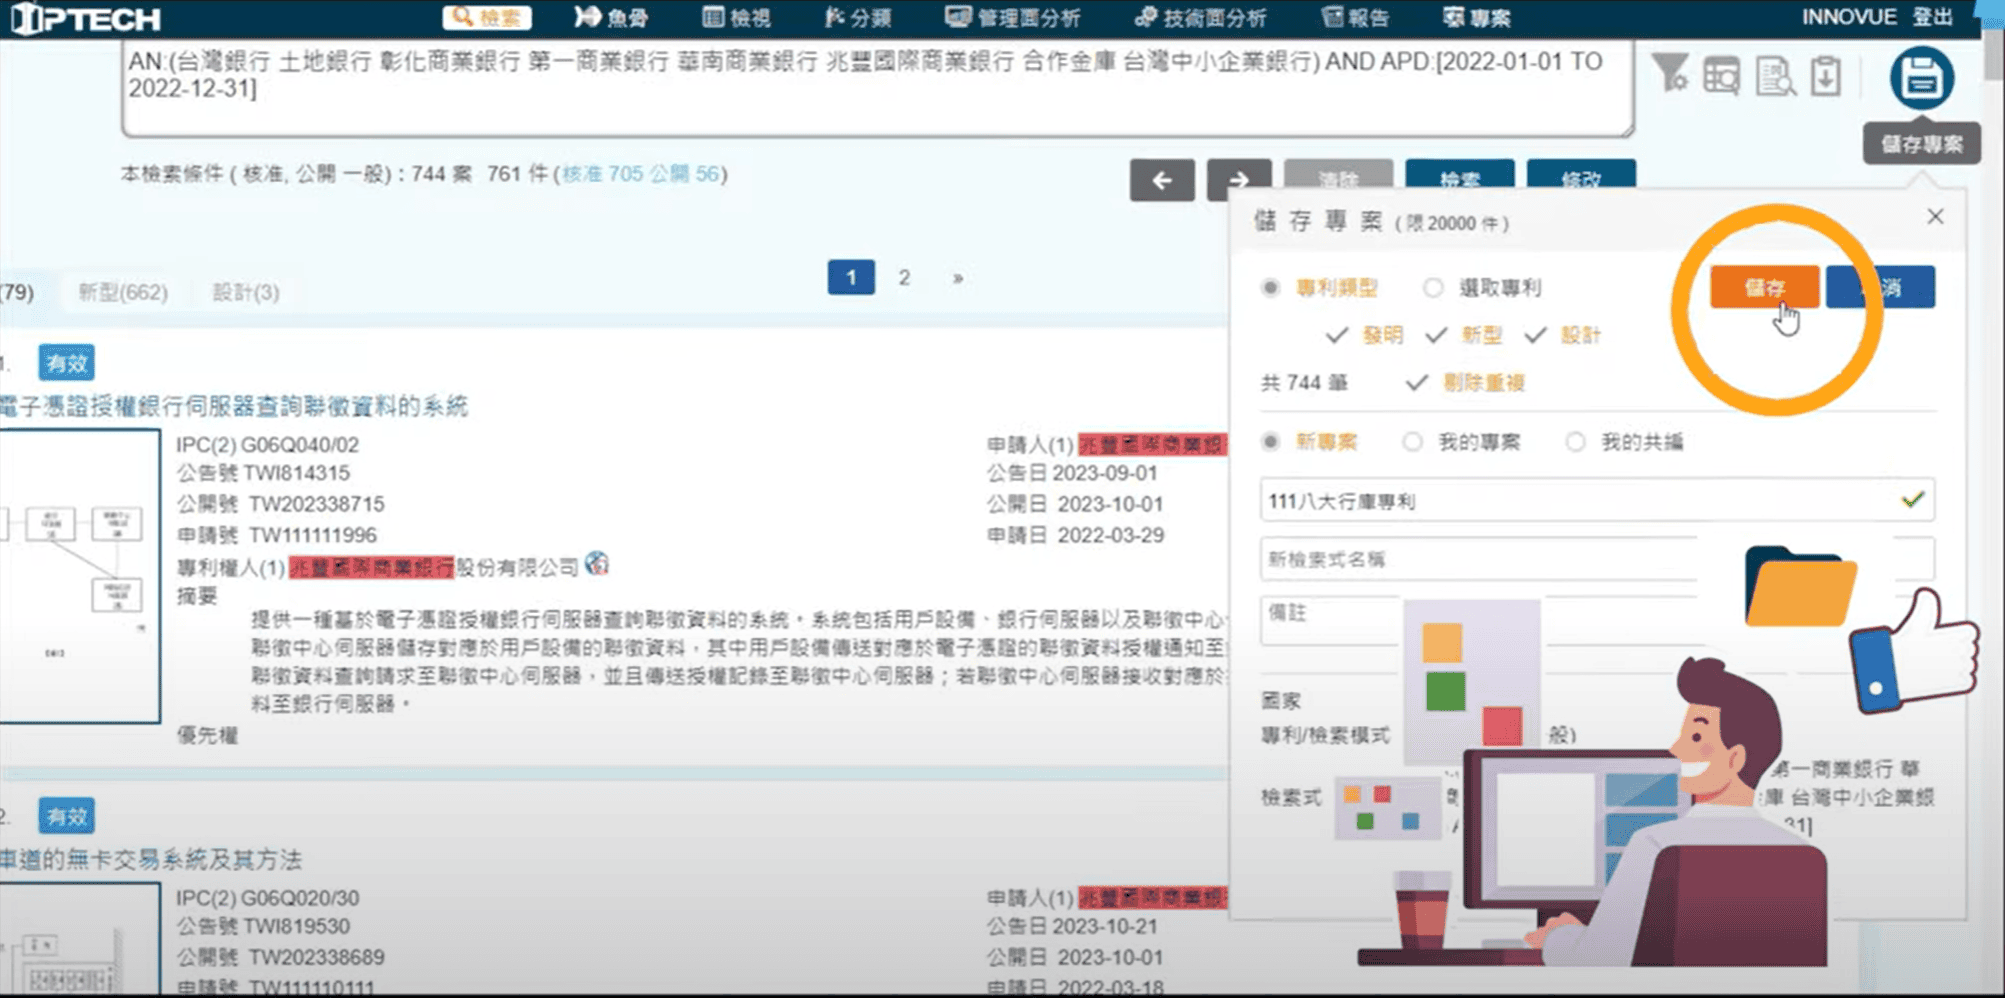 IPTECH
檢索 魚骨 檢視 分類 管理面分析 技術面分析 報告 專案 INNOVUE 登出
AN:(台灣銀行 土地銀行 彰化商業銀行 第一商業銀行 華南商業銀行 兆豐國際商業銀行 合作金庫 台灣中小企業銀行) AND APD:[2022-01-01 TO
2022-12-31]
儲存專案
本檢索條件 ( 核准, 公開 一般) : 744 案 761 件 (核准 705 公開 56)
清除 檢索 修改
儲 存 專 案 ( 限 20000 件 )
1 2 »
(79) 新型(662) 設計(3)
專利類型 選取專利 儲存 消
發明 新型 設計
共 744 筆 剔除重複
新專案 我的專案 我的共編
111八大行庫專利
新檢索式名稱
備註
國家
專利/檢索模式 般)
檢索式 第一商業銀行 華
庫 台灣中小企業銀
31]
1. 有效
電子憑證授權銀行伺服器查詢聯徵資料的系統
IPC(2) G06Q040/02 申請人(1) 兆豐國際商業銀
公告號 TWI814315 公告日 2023-09-01
公開號 TW202338715 公開日 2023-10-01
申請號 TW111111996 申請日 2022-03-29
專利權人(1) 兆豐國際商業銀行股份有限公司
摘要
提供一種基於電子憑證授權銀行伺服器查詢聯徵資料的系統。系統包括用戶設備、銀行伺服器以及聯徵中心
聯徵中心伺服器儲存對應於用戶設備的聯徵資料，其中用戶設備傳送對應於電子憑證的聯徵資料授權通知至
聯徵資料查詢請求至聯徵中心伺服器，並且傳送授權記錄至聯徵中心伺服器；若聯徵中心伺服器接收對應於
料至銀行伺服器。
優先權
2. 有效
車道的無卡交易系統及其方法
IPC(2) G06Q020/30 申請人(1) 兆豐國際商業銀
公告號 TWI819530 公告日 2023-10-21
公開號 TW202338689 公開日 2023-10-01
申請號 TW111110111 申請日 2022-03-18